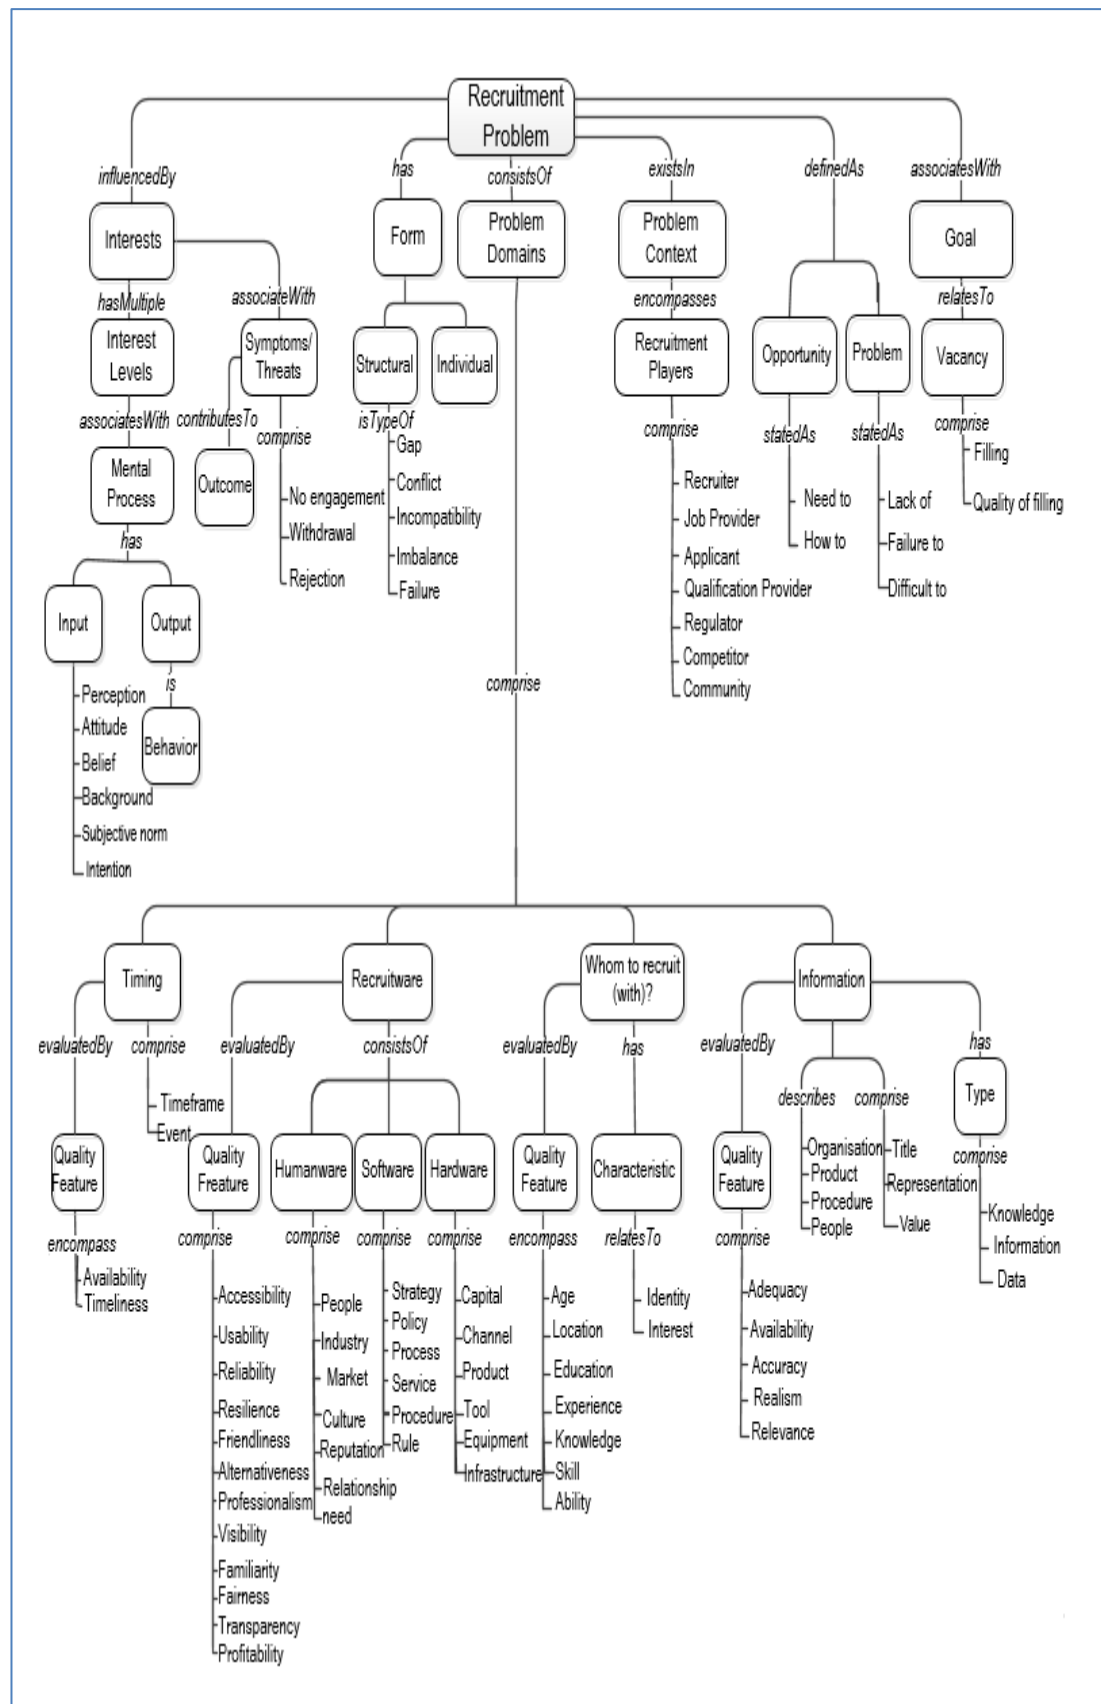 Recruitment
Problem
influencedBy
has
consistsOf
existsIn
definedAs
associatesWith
Interests
Form
Problem
Domains
Problem
Context
Goal
hasMultiple
associateWith
encompasses
relatesTo
Interest
Levels
Symptoms/
Threats
Structural
Individual
Recruitment
Players
Opportunity
Problem
Vacancy
associatesWith
contributesTo
comprise
isTypeOf
comprise
statedAs
statedAs
comprise
Mental
Process
Outcome
No engagement
Withdrawal
Rejection
Gap
Conflict
Incompatibility
Imbalance
Failure
Recruiter
Job Provider
Applicant
Qualification Provider
Regulator
Competitor
Community
Need to
How to
Lack of
Failure to
Difficult to
Filling
Quality of filling
has
Input
Output
is
Behavior
Perception
Attitude
Belief
Background
Subjective norm
Intention
comprise
Timing
Recruitware
Whom to recruit
(with)?
Information
evaluatedBy
comprise
evaluatedBy
consistsOf
evaluatedBy
has
evaluatedBy
describes
comprise
has
Timeframe
Event
Type
Quality
Feature
Quality
Freature
Humanware
Software
Hardware
Quality
Feature
Characteristic
Quality
Feature
Organisation
Product
Procedure
People
Title
Representation
Value
comprise
Knowledge
Information
Data
encompass
Availability
Timeliness
comprise
Accessibility
Usability
Reliability
Resilience
Friendliness
Alternativeness
Professionalism
Visibility
Familiarity
Fairness
Transparency
Profitability
comprise
People
Industry
Market
Culture
Reputation
Relationship
need
comprise
Strategy
Policy
Process
Service
Procedure
Rule
comprise
Capital
Channel
Product
Tool
Equipment
Infrastructure
encompass
Age
Location
Education
Experience
Knowledge
Skill
Ability
relatesTo
Identity
Interest
comprise
Adequacy
Availability
Accuracy
Realism
Relevance